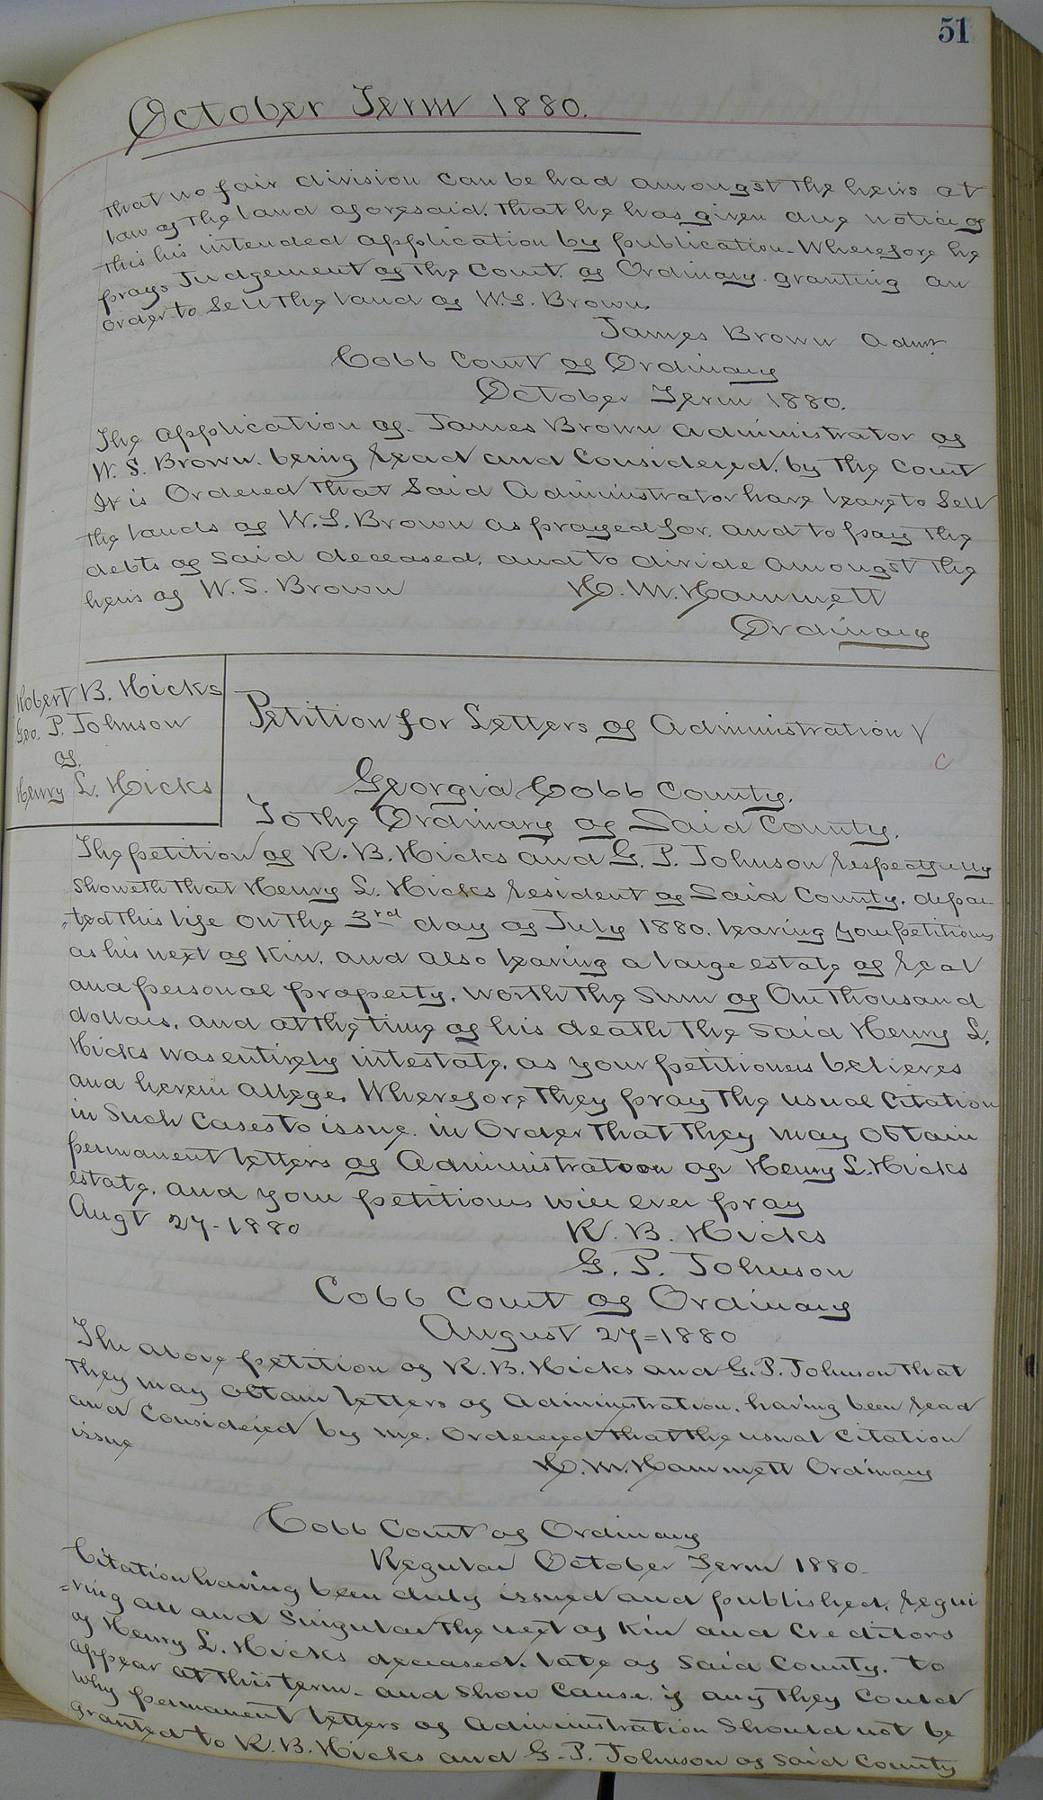 51
October Term 1880.
that no fair division can be had amongst the heirs at
law of the land aforesaid. that he has given due notice of
this his intended application by publication. Wherefore he
prays Judgement of the Court of Ordinary granting an
order to sell the land of W.S. Brown.
James Brown Admr.
Cobb Court of Ordinary
October Term 1880.
The application of James Brown Administrator of
W. S. Brown. being read and Considered. by the Court
It is Ordered that Said Administrator have leave to Sell
the lands of W.S. Brown as prayed for. and to pay the
debts of said deceased. and to divide amongst the
heirs of W. S. Brown
H. M. Hammett
Ordinary
Robert B. Hicks
Geo. P. Johnson
of
Henry L. Hicks
Petition for Letters of Administration
Georgia Cobb County.
To the Ordinary of Said County.
The petition of R. B. Hicks and G. P. Johnson respectfully
showeth that Henry L. Hicks resident of Said County. depar
-ted this life on the 3rd day of July 1880. leaving your petitioners
as his next of Kin. and also leaving a large estate of real
and personal property. worth the sum of One thousand
dollars. and at the time of his death the said Henry L.
Hicks was entirely intestate. as your petitioners believes
and herein allege. Wherefore they pray the usual Citation
in Such Cases to issue. in Order that they may obtain
permanent letters of Administration of Henry L. Hicks
estate. and your petitioners will ever pray
Augt 27-1880
R. B. Hicks
G. P. Johnson
Cobb Court of Ordinary
August 27=1880
The above petition of R. B. Hicks and G. P. Johnson that
they may obtain letters of Administration. having been read
and Considered by me. Ordered that the usual Citation
issue
H. M. Hammett Ordinary
Cobb Court of Ordinary
Regular October Term 1880.
Citation having been duly issued and published. requi
=ring all and Singular the next of Kin and Creditors
of Henry L. Hicks deceased. late of Said County. to
appear at this term. and show Cause. if any they Could
why permanent letters of Administration Should not be
granted to R. B. Hicks and G. P. Johnson of said County